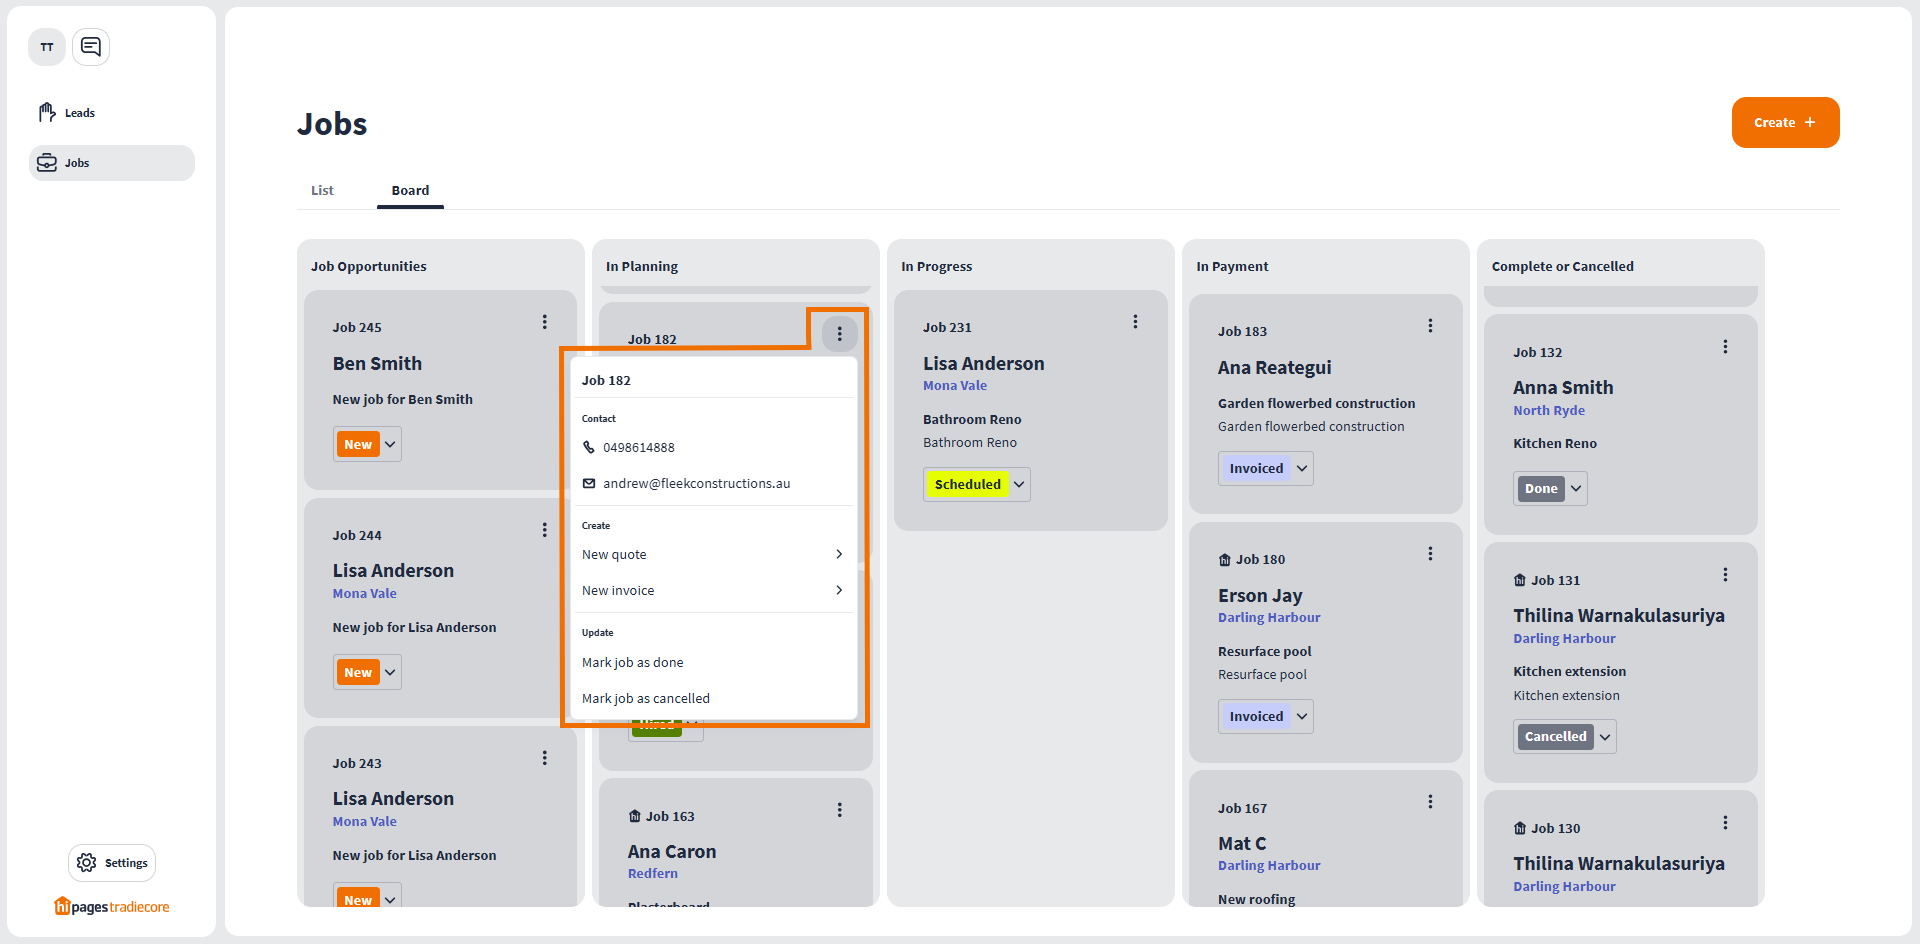 TT
Leads
Jobs
Settings
hipages tradiecore
Jobs
Create +
List
Board
Job Opportunities
Job 245
Ben Smith
New job for Ben Smith
New
Job 244
Lisa Anderson
Mona Vale
New job for Lisa Anderson
New
Job 243
Lisa Anderson
Mona Vale
New job for Lisa Anderson
New
In Planning
Job 182
Job 182
Contact
0498614888
andrew@fleekconstructions.au
Create
New quote
New invoice
Update
Mark job as done
Mark job as cancelled
Hired
Job 163
Ana Caron
Redfern
Plasterboard
In Progress
Job 231
Lisa Anderson
Mona Vale
Bathroom Reno
Bathroom Reno
Scheduled
In Payment
Job 183
Ana Reategui
Garden flowerbed construction
Garden flowerbed construction
Invoiced
Job 180
Erson Jay
Darling Harbour
Resurface pool
Resurface pool
Invoiced
Job 167
Mat C
Darling Harbour
New roofing
Complete or Cancelled
Job 132
Anna Smith
North Ryde
Kitchen Reno
Done
Job 131
Thilina Warnakulasuriya
Darling Harbour
Kitchen extension
Kitchen extension
Cancelled
Job 130
Thilina Warnakulasuriya
Darling Harbour